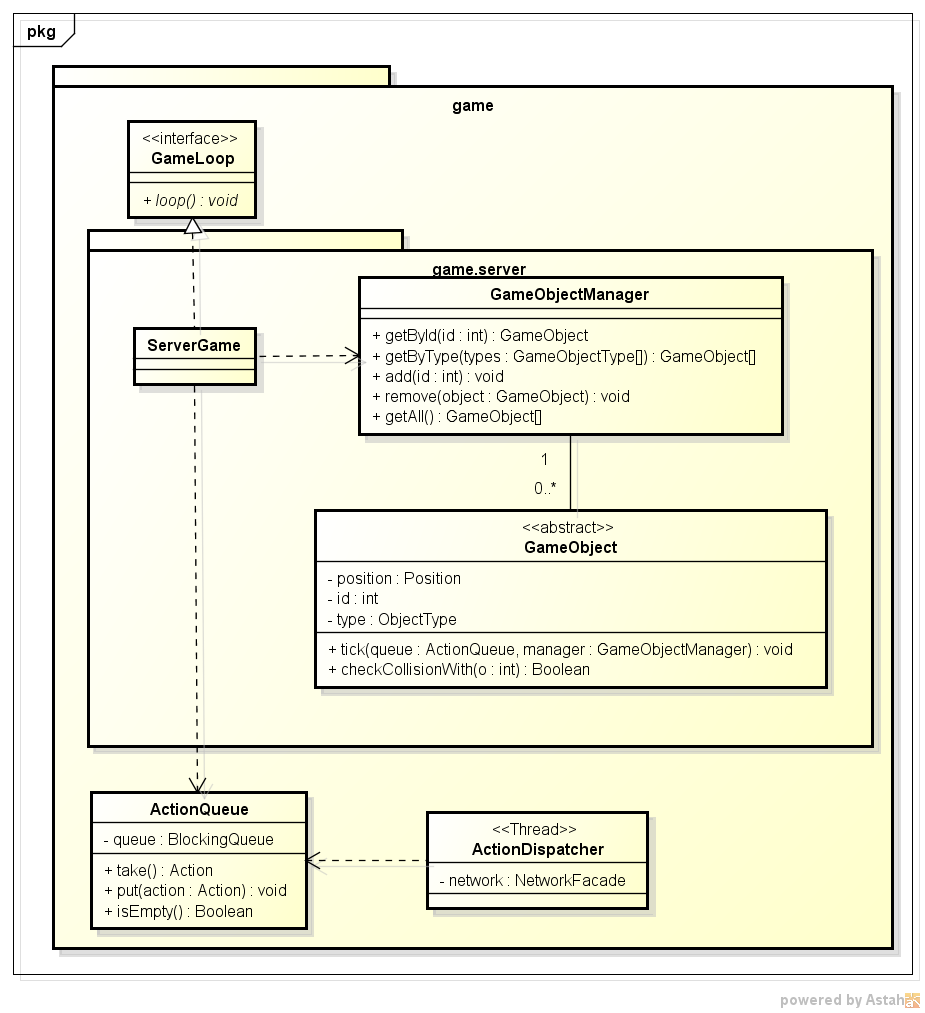 pkg
game
<<interface>>
GameLoop
+ loop() : void
game.server
GameObjectManager
+ getById(id : int) : GameObject
+ getByType(types : GameObjectType[]) : GameObject[]
+ add(id : int) : void
+ remove(object : GameObject) : void
+ getAll() : GameObject[]
ServerGame
1
0..*
<<abstract>>
GameObject
- position : Position
- id : int
- type : ObjectType
+ tick(queue : ActionQueue, manager : GameObjectManager) : void
+ checkCollisionWith(o : int) : Boolean
ActionQueue
- queue : BlockingQueue
+ take() : Action
+ put(action : Action) : void
+ isEmpty() : Boolean
<<Thread>>
ActionDispatcher
- network : NetworkFacade
powered by Astah